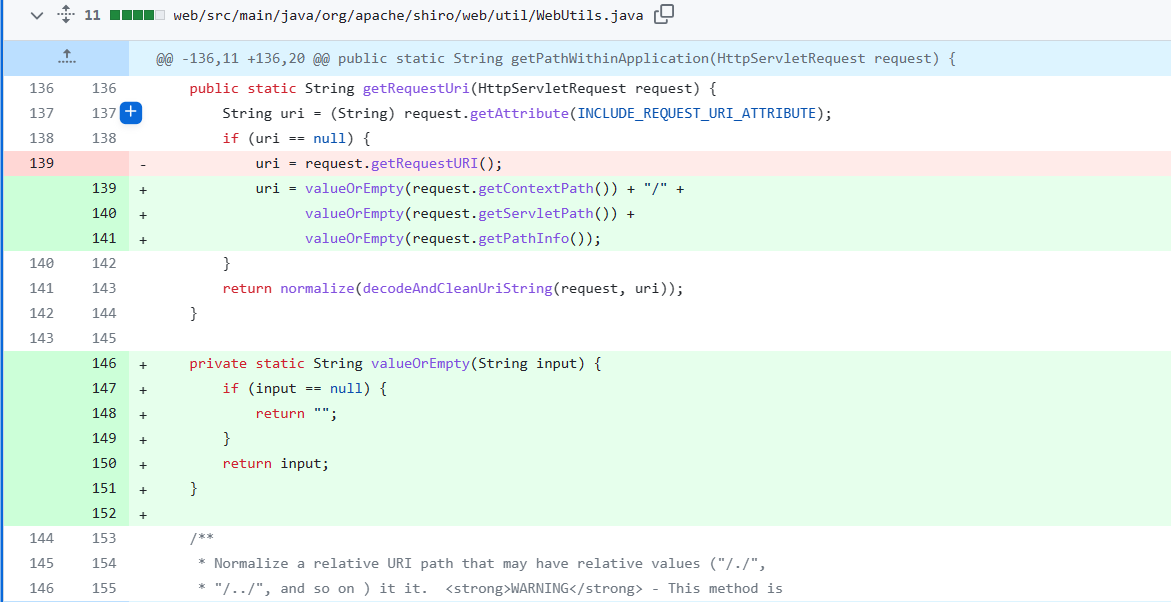 11 web/src/main/java/org/apache/shiro/web/util/WebUtils.java
@@ -136,11 +136,20 @@ public static String getPathWithinApplication(HttpServletRequest request) {
136 136 public static String getRequestUri(HttpServletRequest request) {
137 137 + String uri = (String) request.getAttribute(INCLUDE_REQUEST_URI_ATTRIBUTE);
138 138 if (uri == null) {
139 - uri = request.getRequestURI();
139 + uri = valueOrEmpty(request.getContextPath()) + "/" +
140 + valueOrEmpty(request.getServletPath()) +
141 + valueOrEmpty(request.getPathInfo());
140 142 }
141 143 return normalize(decodeAndCleanUriString(request, uri));
142 144 }
143 145
146 + private static String valueOrEmpty(String input) {
147 + if (input == null) {
148 + return "";
149 + }
150 + return input;
151 + }
152 +
144 153 /**
145 154 * Normalize a relative URI path that may have relative values ("/./",
146 155 * "/../", and so on ) it it. <strong>WARNING</strong> - This method is